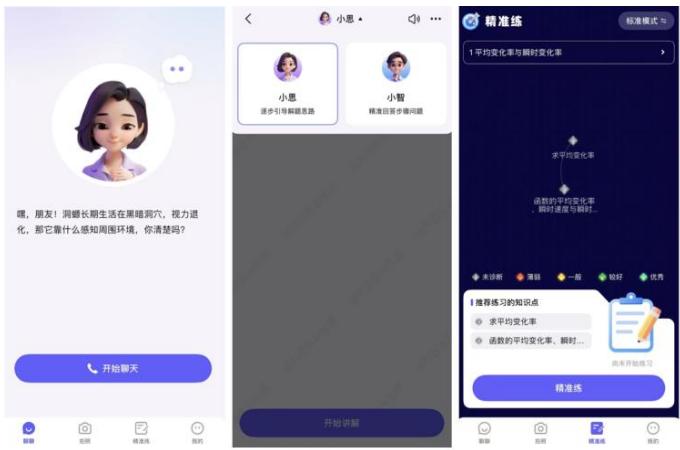 嘿，朋友！洞螈长期生活在黑暗洞穴，视力退
化，那它靠什么感知周围环境，你清楚吗？
开始聊天
聊聊
拍照
精准练
我的
小思
小思
逐步引导解题思路
小智
精准回答步骤问题
开始讲解
精准练
标准模式
1 平均变化率与瞬时变化率
求平均变化率
函数的平均变化率
、瞬时速度与瞬时...
未诊断
薄弱
一般
较好
优秀
推荐练习的知识点
求平均变化率
函数的平均变化率、瞬时...
尚未开始练习
精准练
聊聊
拍照
精准练
我的